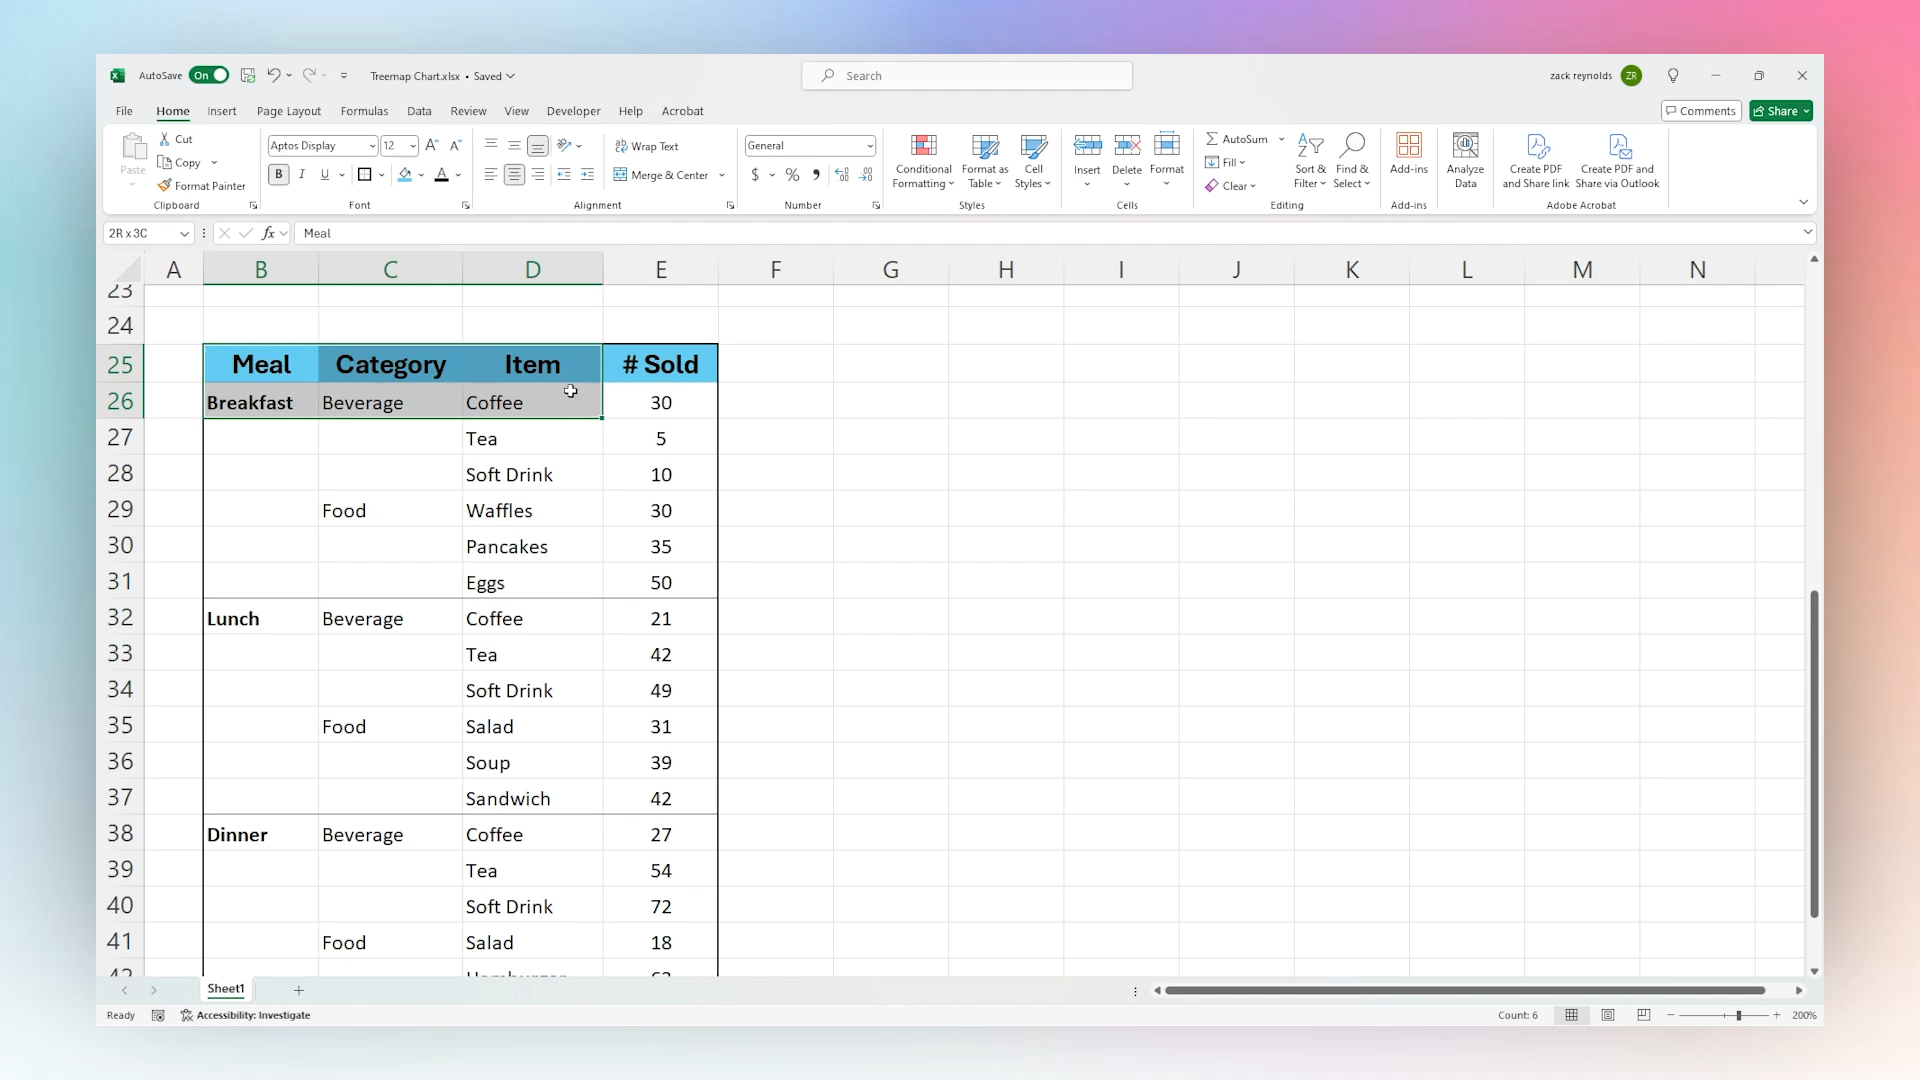 AutoSave On Treemap Chart.xlsx • Saved Search zack reynolds ZR
File Home Insert Page Layout Formulas Data Review View Developer Help Acrobat Comments Share
Paste Cut Copy Format Painter Clipboard
Aptos Display 12 B I U A Font
Wrap Text Merge & Center Alignment
General $ % Number
Conditional Formatting Format as Table Cell Styles Styles
Insert Delete Format Cells
AutoSum Fill Clear Sort & Filter Find & Select Editing
Add-ins Add-ins
Analyze Data
Create PDF and Share link Create PDF and Share via Outlook Adobe Acrobat
2R x 3C fx Meal
A B C D E F G H I J K L M N
23
24
25 Meal Category Item # Sold
26 Breakfast Beverage Coffee 30
27 Tea 5
28 Soft Drink 10
29 Food Waffles 30
30 Pancakes 35
31 Eggs 50
32 Lunch Beverage Coffee 21
33 Tea 42
34 Soft Drink 49
35 Food Salad 31
36 Soup 39
37 Sandwich 42
38 Dinner Beverage Coffee 27
39 Tea 54
40 Soft Drink 72
41 Food Salad 18
42
Sheet1
Ready Accessibility: Investigate Count: 6 200%